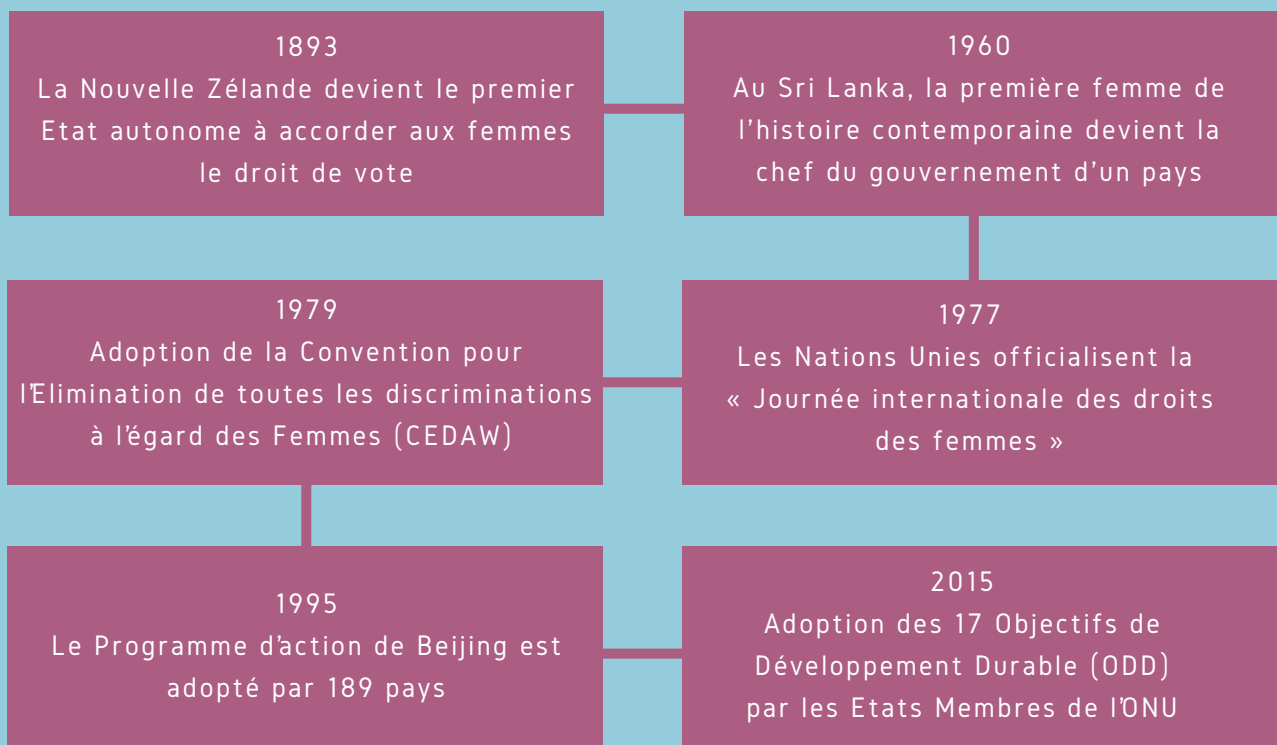 1893
La Nouvelle Zélande devient le premier
Etat autonome à accorder aux femmes
le droit de vote
1960
Au Sri Lanka, la première femme de
l'histoire contemporaine devient la
chef du gouvernement d'un pays
1977
Les Nations Unies officialisent la
« Journée internationale des droits
des femmes »
1979
Adoption de la Convention pour
l'Elimination de toutes les discriminations
à l'égard des Femmes (CEDAW)
1995
Le Programme d'action de Beijing est
adopté par 189 pays
2015
Adoption des 17 Objectifs de
Développement Durable (ODD)
par les Etats Membres de l'ONU